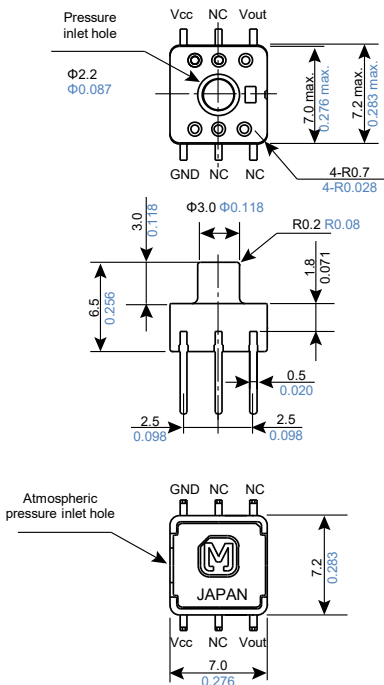 Vcc NC Vout
Pressure
inlet hole
Φ2.2
Φ0.087
7.0 max.
0.276 max.
7.2 max.
0.283 max.
GND NC NC
4-R0.7
4-R0.028
Φ3.0 Φ0.118
R0.2 R0.08
3.0
0.118
6.5
0.256
1.8
0.071
0.5
0.020
2.5
0.098
2.5
0.098
GND NC NC
Atmospheric
pressure inlet hole
M
JAPAN
7.2
0.283
Vcc NC Vout
7.0
0.276